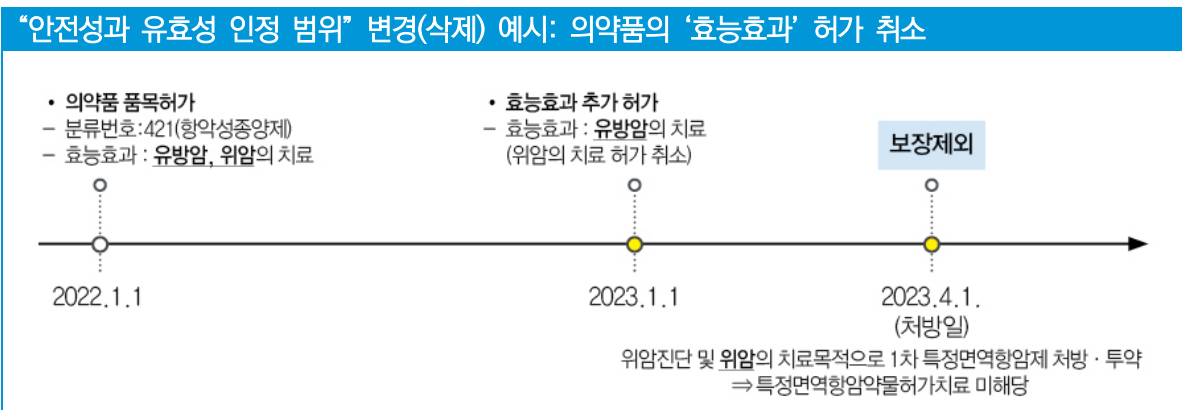 “안전성과 유효성 인정 범위” 변경(삭제) 예시: 의약품의 ‘효능효과’ 허가 취소
• 의약품 품목허가
– 분류번호:421(항악성종양제)
– 효능효과 : 유방암, 위암의 치료
• 효능효과 추가 허가
– 효능효과 : 유방암의 치료
(위암의 치료 허가 취소)
보장제외
2022.1.1
2023.1.1
2023.4.1.
(처방일)
위암진단 및 위암의 치료목적으로 1차 특정면역항암제 처방 · 투약
⇒특정면역항암약물허가치료 미해당